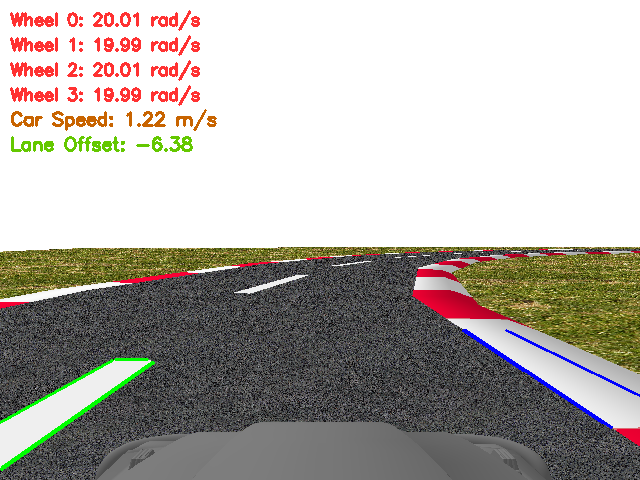 Wheel 0: 20.01 rad/s
Wheel 1: 19.99 rad/s
Wheel 2: 20.01 rad/s
Wheel 3: 19.99 rad/s
Car Speed: 1.22 m/s
Lane Offset: -6.38